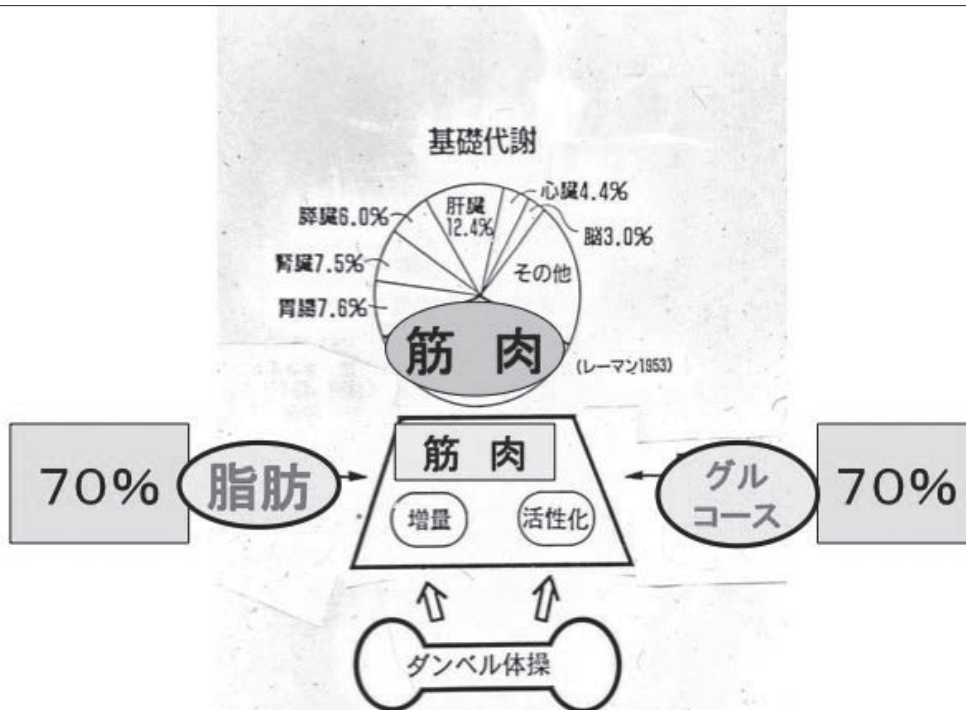 基礎代謝
心臓4.4%
肝臓
12.4%
脳3.0%
膵臓6.0%
腎臓7.5%
その他
胃腸7.6%
筋 肉
(レーマン1953)
筋 肉
70%
脂肪
グル
コース
70%
増量
活性化
ダンベル体操